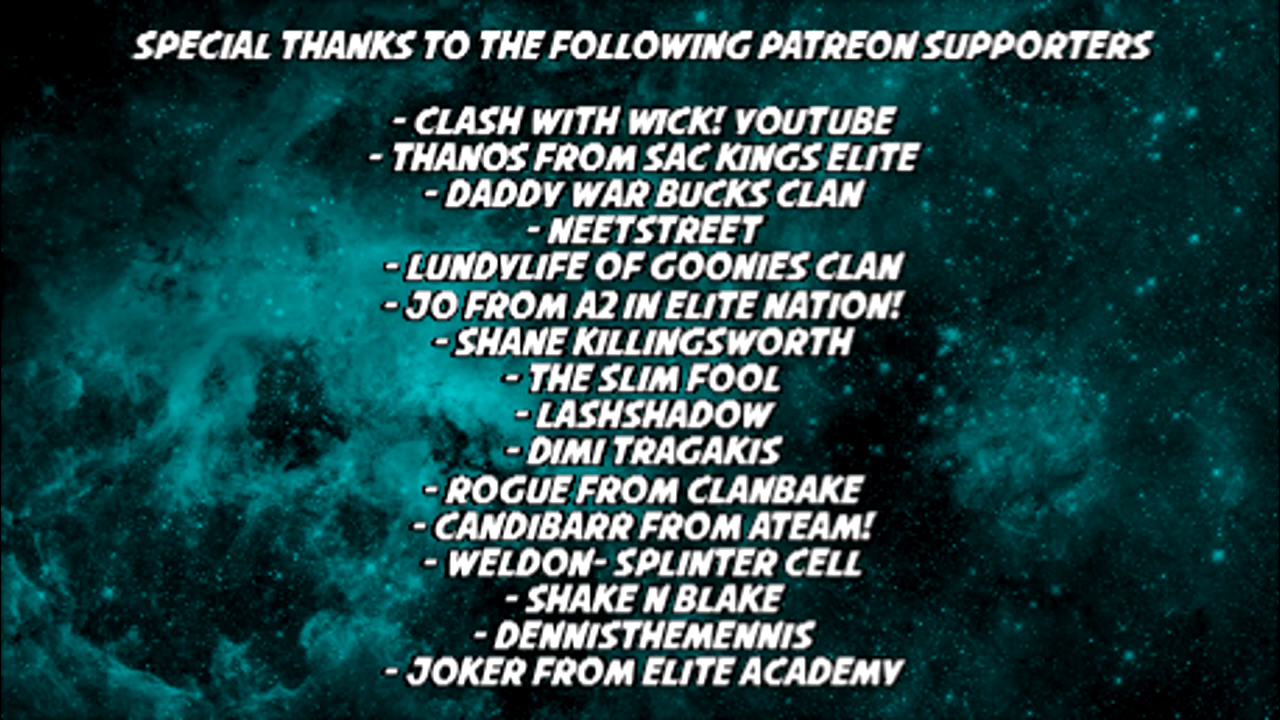 SPECIAL THANKS TO THE FOLLOWING PATREON SUPPORTERS
- CLASH WITH WICK! YOUTUBE
- THANOS FROM SAC KINGS ELITE
- DADDY WAR BUCKS CLAN
- NEETSTREET
- LUNDYLIFE OF GOONIES CLAN
- JO FROM A2 IN ELITE NATION!
- SHANE KILLINGSWORTH
- THE SLIM FOOL
- LASHSHADOW
- DIMI TRAGAKIS
- ROGUE FROM CLANBAKE
- CANDIBARR FROM ATEAM!
- WELDON- SPLINTER CELL
- SHAKE N BLAKE
- DENNISTHEMENNIS
- JOKER FROM ELITE ACADEMY